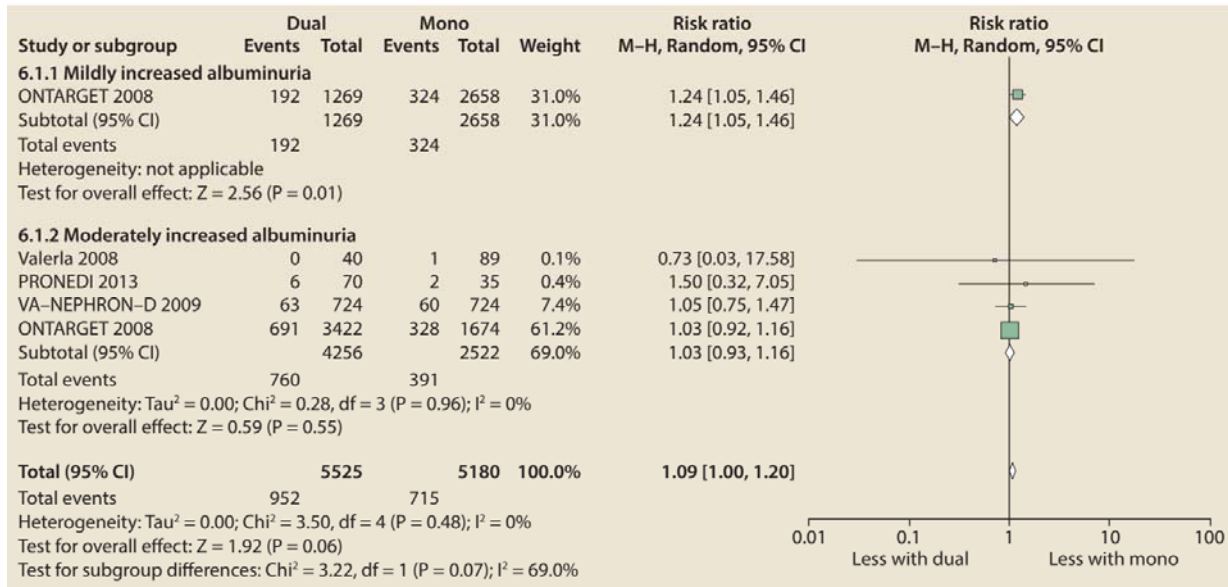 Dual Mono Risk ratio Risk ratio
Study or subgroup Events Total Events Total Weight M–H, Random, 95% CI M–H, Random, 95% CI
6.1.1 Mildly increased albuminuria
ONTARGET 2008 192 1269 324 2658 31.0% 1.24 [1.05, 1.46]
Subtotal (95% CI) 1269 2658 31.0% 1.24 [1.05, 1.46]
Total events 192 324
Heterogeneity: not applicable
Test for overall effect: Z = 2.56 (P = 0.01)
6.1.2 Moderately increased albuminuria
Valerla 2008 0 40 1 89 0.1% 0.73 [0.03, 17.58]
PRONEDI 2013 6 70 2 35 0.4% 1.50 [0.32, 7.05]
VA–NEPHRON–D 2009 63 724 60 724 7.4% 1.05 [0.75, 1.47]
ONTARGET 2008 691 3422 328 1674 61.2% 1.03 [0.92, 1.16]
Subtotal (95% CI) 4256 2522 69.0% 1.03 [0.93, 1.16]
Total events 760 391
Heterogeneity: Tau² = 0.00; Chi² = 0.28, df = 3 (P = 0.96); I² = 0%
Test for overall effect: Z = 0.59 (P = 0.55)
Total (95% CI) 5525 5180 100.0% 1.09 [1.00, 1.20]
Total events 952 715
Heterogeneity: Tau² = 0.00; Chi² = 3.50, df = 4 (P = 0.48); I² = 0%
Test for overall effect: Z = 1.92 (P = 0.06)
Test for subgroup differences: Chi² = 3.22, df = 1 (P = 0.07); I² = 69.0%
0.01 0.1 1 10 100
Less with dual Less with mono